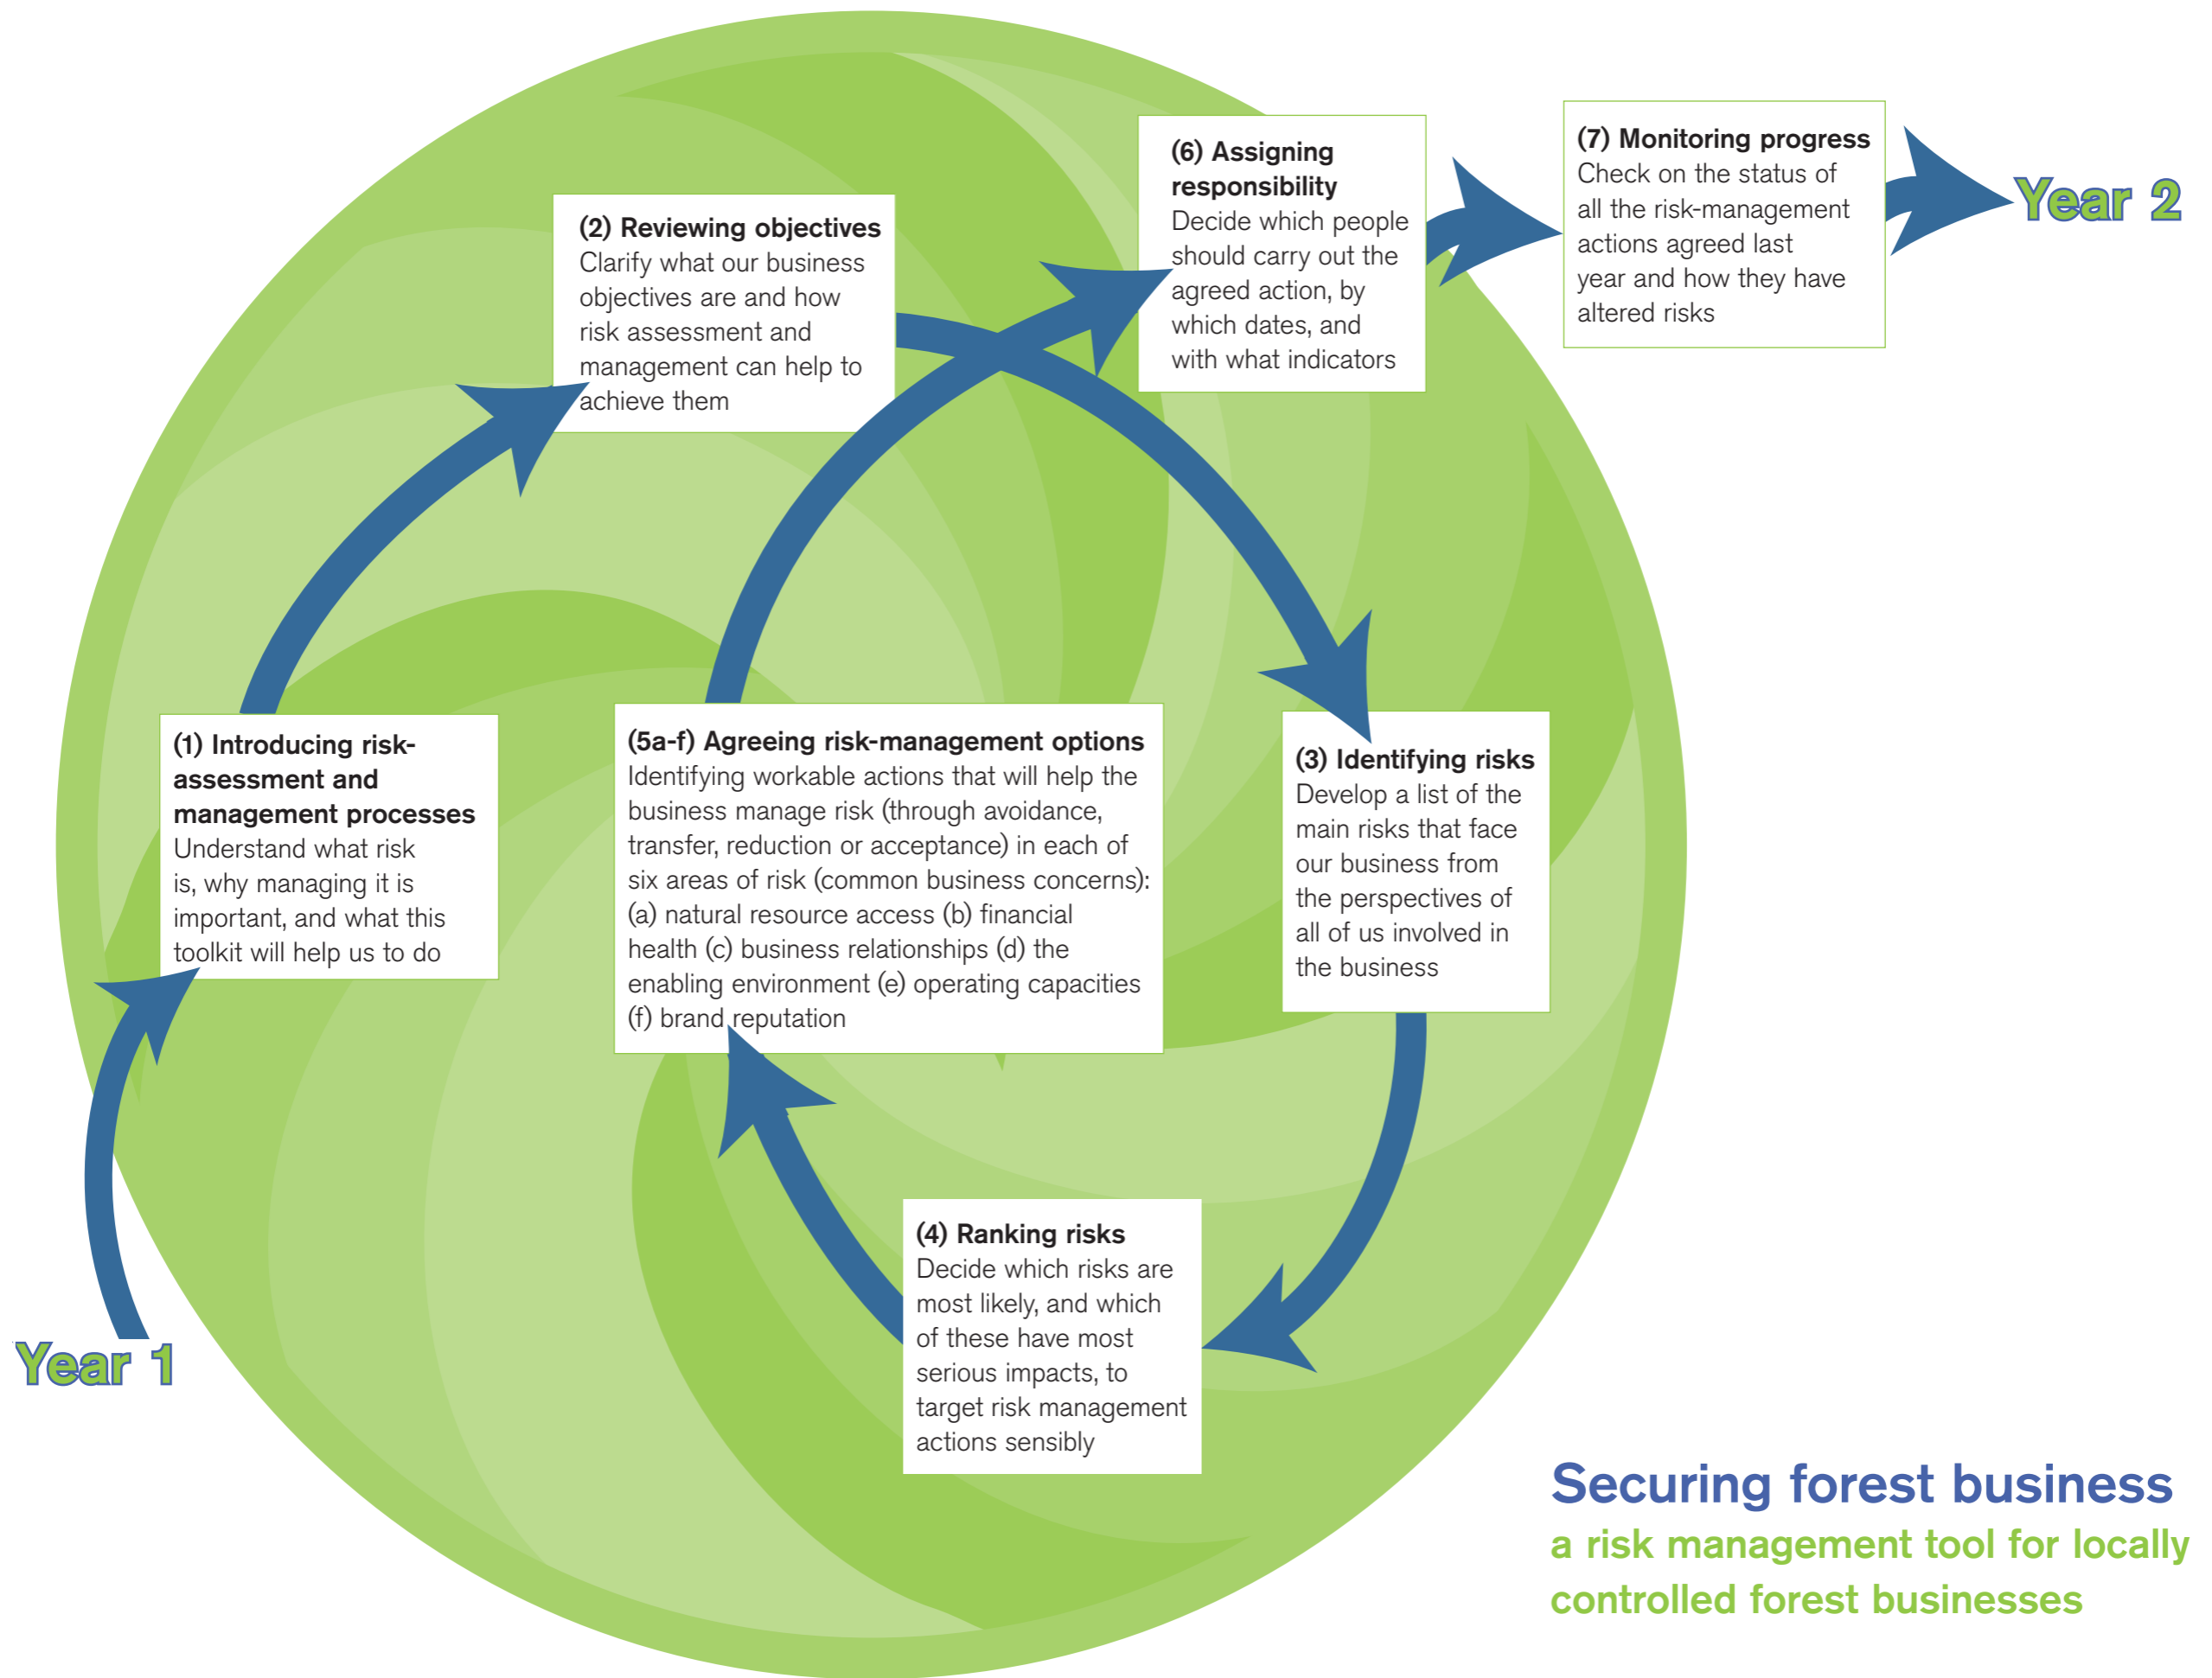 Year 1
(1) Introducing risk-
assessment and
management processes
Understand what risk
is, why managing it is
important, and what this
toolkit will help us to do
(2) Reviewing objectives
Clarify what our business
objectives are and how
risk assessment and
management can help to
achieve them
(3) Identifying risks
Develop a list of the
main risks that face
our business from
the perspectives of
all of us involved in
the business
(4) Ranking risks
Decide which risks are
most likely, and which
of these have most
serious impacts, to
target risk management
actions sensibly
(5a-f) Agreeing risk-management options
Identifying workable actions that will help the
business manage risk (through avoidance,
transfer, reduction or acceptance) in each of
six areas of risk (common business concerns):
(a) natural resource access (b) financial
health (c) business relationships (d) the
enabling environment (e) operating capacities
(f) brand reputation
(6) Assigning
responsibility
Decide which people
should carry out the
agreed action, by
which dates, and
with what indicators
(7) Monitoring progress
Check on the status of
all the risk-management
actions agreed last
year and how they have
altered risks
Year 2
Securing forest business
a risk management tool for locally
controlled forest businesses